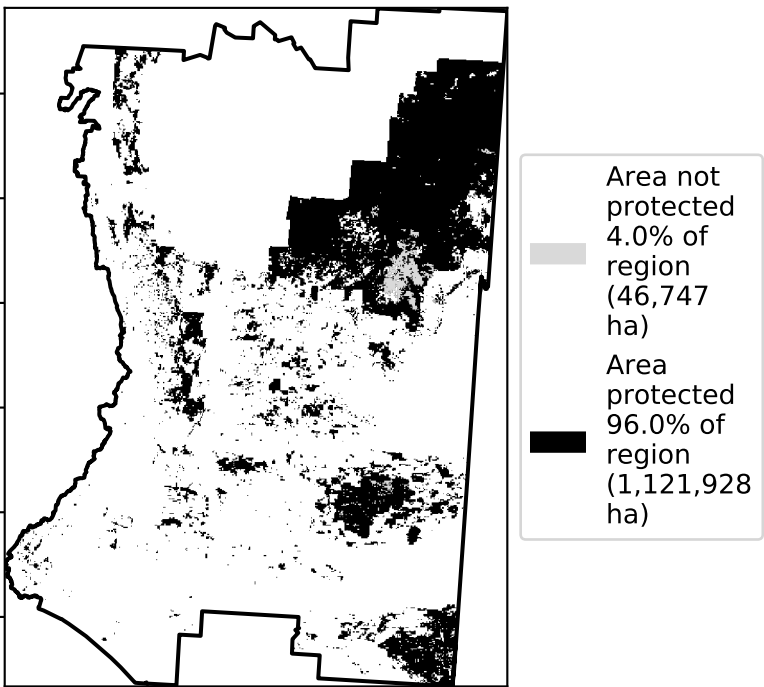 Area not
protected
4.0% of
region
(46,747
ha)
Area
protected
96.0% of
region
(1,121,928
ha)